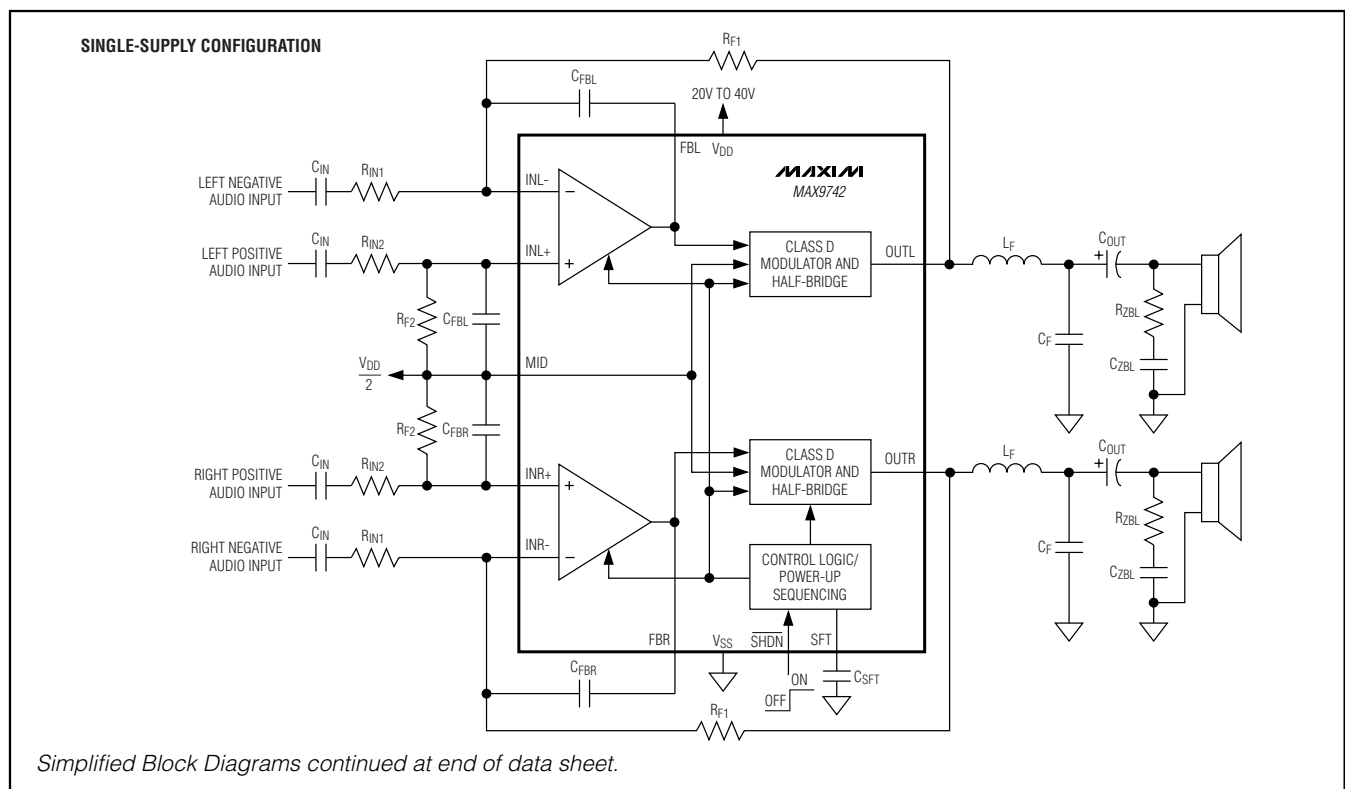 SINGLE-SUPPLY CONFIGURATION
RF1
CFBL
20V TO 40V
FBL
VDD
MAXIM
MAX9742
CIN
RIN1
LEFT NEGATIVE
AUDIO INPUT
INL-
−
CIN
RIN2
LEFT POSITIVE
AUDIO INPUT
INL+
+
CLASS D
MODULATOR AND
HALF-BRIDGE
OUTL
LF
COUT
+
RF2
CFBL
CF
RZBL
CZBL
VDD
2
MID
RF2
CFBR
CIN
RIN2
RIGHT POSITIVE
AUDIO INPUT
INR+
+
CIN
RIN1
RIGHT NEGATIVE
AUDIO INPUT
INR-
−
CLASS D
MODULATOR AND
HALF-BRIDGE
OUTR
LF
COUT
+
CF
RZBL
CZBL
CONTROL LOGIC/
POWER-UP
SEQUENCING
FBR
VSS
SHDN
SFT
CFBR
ON
OFF
CSFT
RF1
Simplified Block Diagrams continued at end of data sheet.